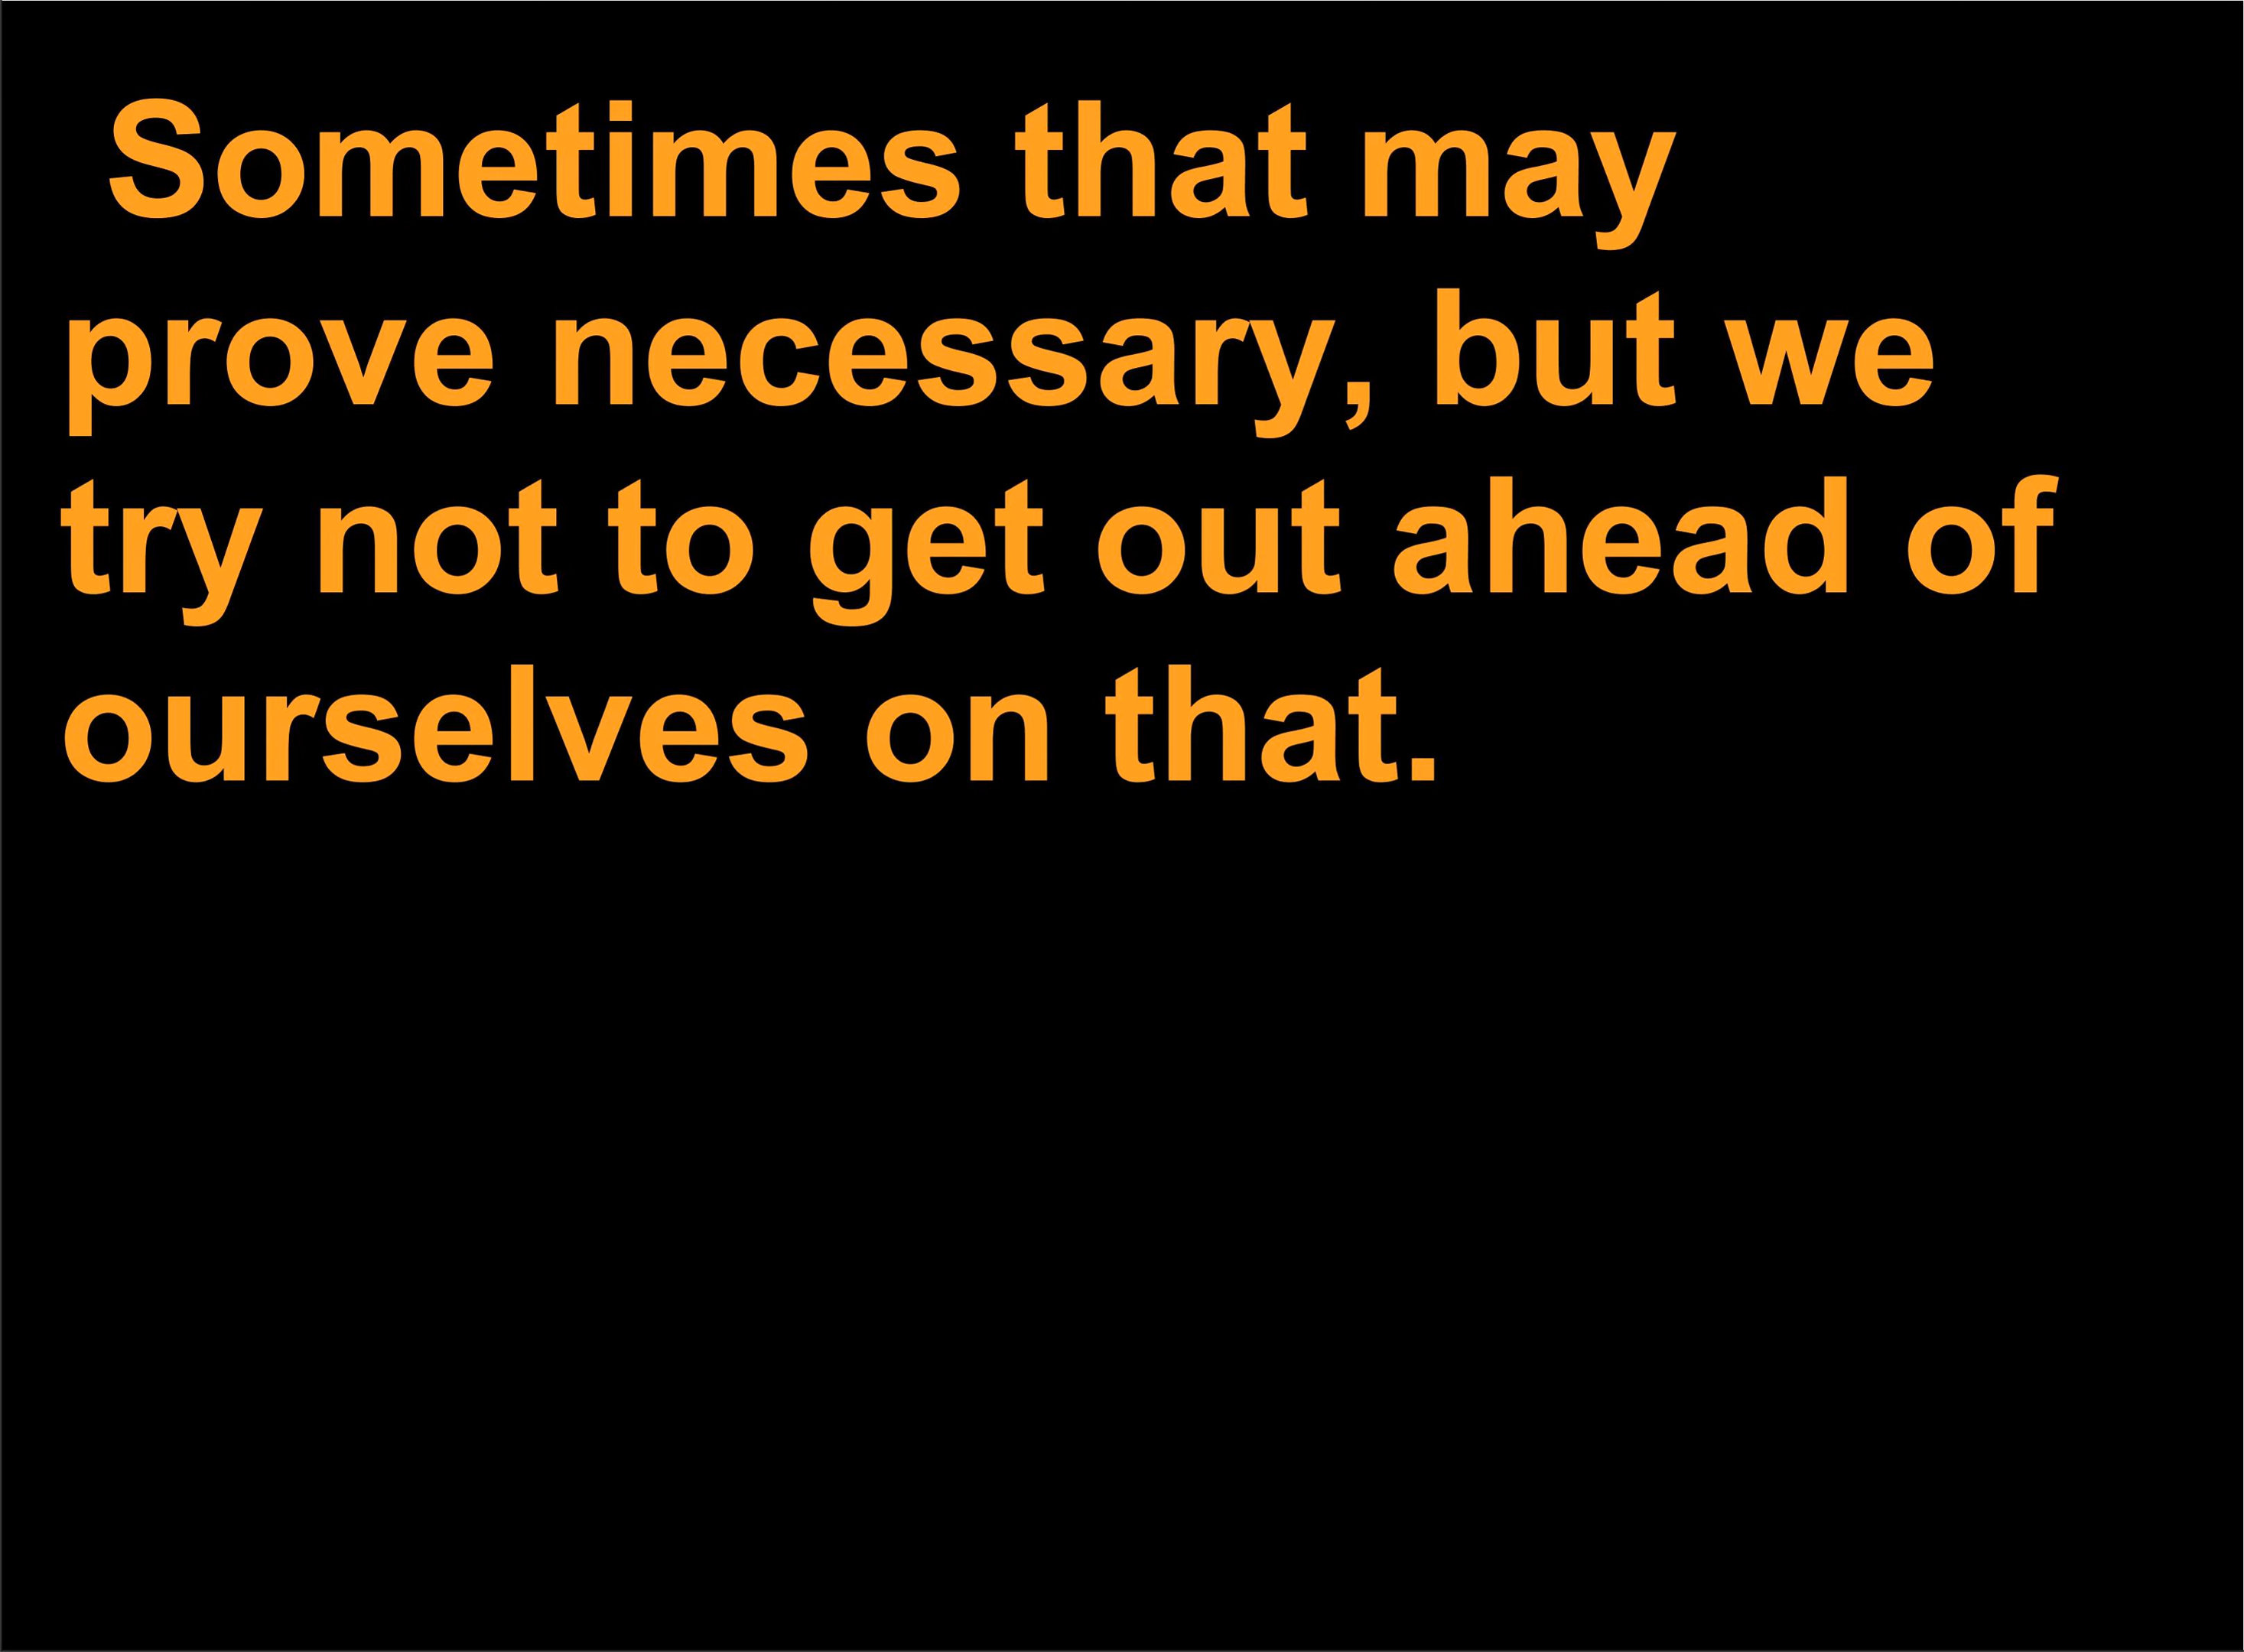 Sometimes that may
prove necessary, but we
try not to get out ahead of
ourselves on that.